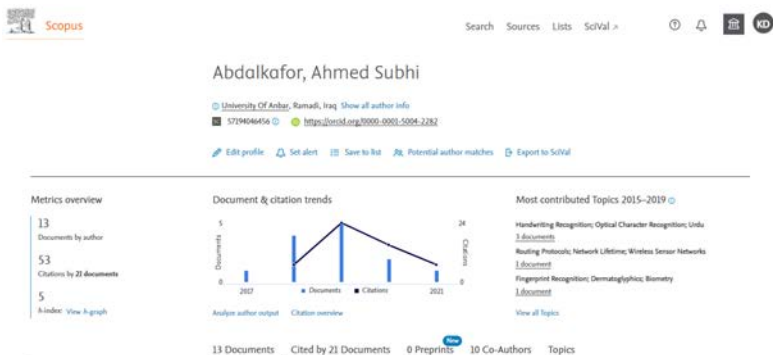 Scopus
Search Sources Lists SciVal ↗
KD
Abdalkafor, Ahmed Subhi
University Of Anbar, Ramadi, Iraq Show all author info
57194046456 https://orcid.org/0000-0001-5004-2282
Edit profile Set alert Save to list Potential author matches Export to SciVal
Metrics overview
13
Documents by author
53
Citations by 21 documents
5
h-index: View h-graph
Document & citation trends
5
24
Documents
Citations
0
0
2017
2021
Documents Citations
Analyze author output Citation overview
Most contributed Topics 2015–2019
Handwriting Recognition; Optical Character Recognition; Urdu
3 documents
Routing Protocols; Network Lifetime; Wireless Sensor Networks
1 document
Fingerprint Recognition; Dermatoglyphics; Biometry
1 document
View all Topics
New
13 Documents Cited by 21 Documents 0 Preprints 10 Co-Authors Topics